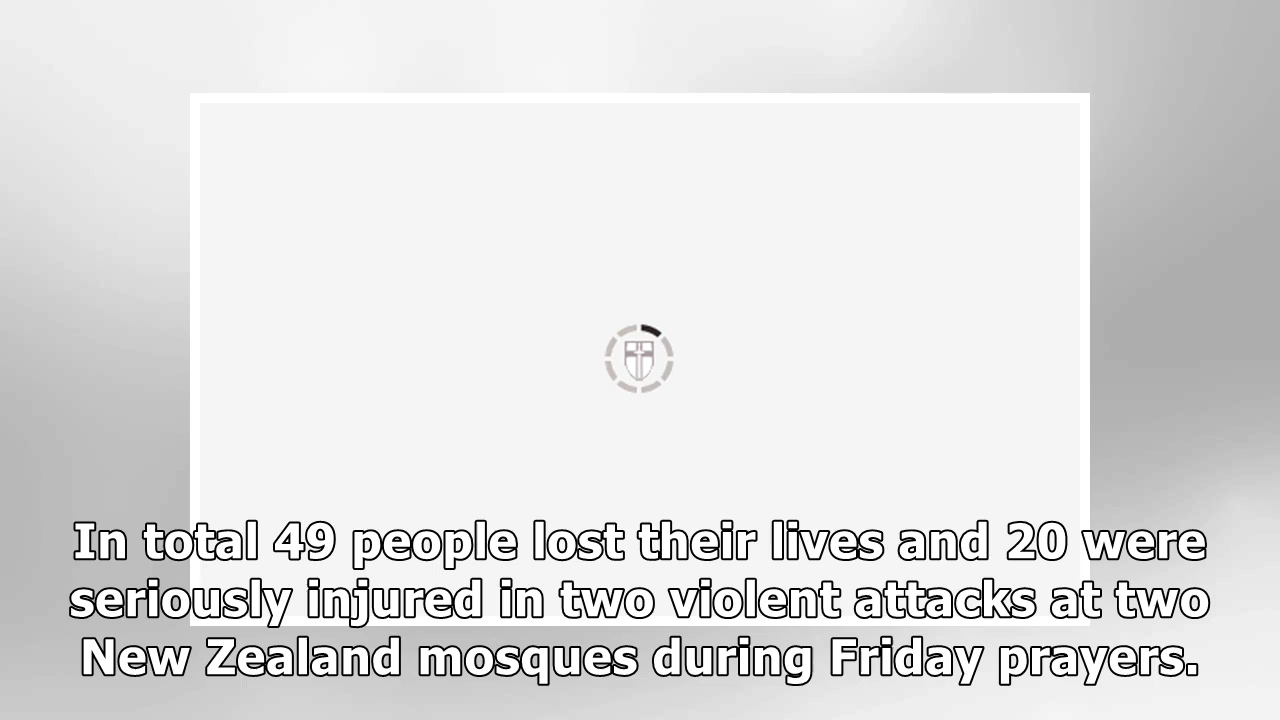 In total 49 people lost their lives and 20 were
seriously injured in two violent attacks at two
New Zealand mosques during Friday prayers.